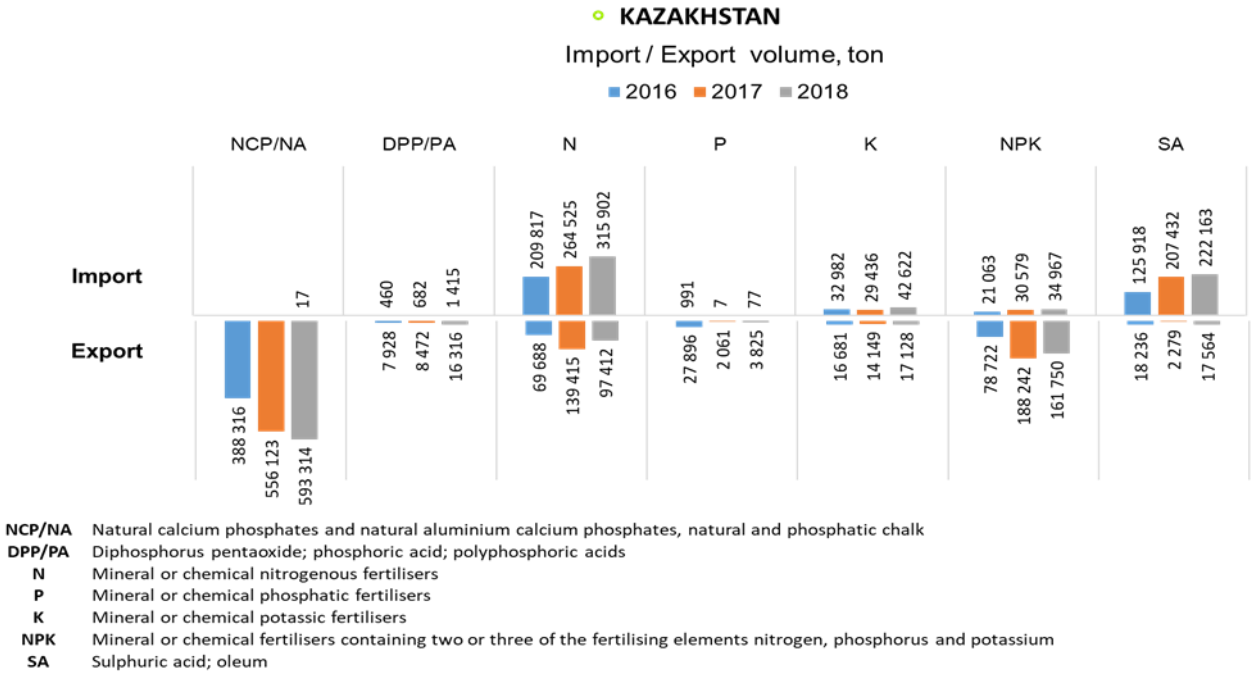 KAZAKHSTAN
Import / Export volume, ton
2016 2017 2018
NCP/NA DPP/PA N P K NPK SA
Import
17 460 682 1 415 209 817 264 525 315 902 991 7 77 32 982 29 436 42 622 21 063 30 579 34 967 125 918 207 432 222 163
Export
388 316 556 123 593 314 7 928 8 472 16 316 69 688 139 415 97 412 27 896 2 061 3 825 16 681 14 149 17 128 78 722 188 242 161 750 18 236 2 279 17 564
NCP/NA Natural calcium phosphates and natural aluminium calcium phosphates, natural and phosphatic chalk
DPP/PA Diphosphorus pentaoxide; phosphoric acid; polyphosphoric acids
N Mineral or chemical nitrogenous fertilisers
P Mineral or chemical phosphatic fertilisers
K Mineral or chemical potassic fertilisers
NPK Mineral or chemical fertilisers containing two or three of the fertilising elements nitrogen, phosphorus and potassium
SA Sulphuric acid; oleum